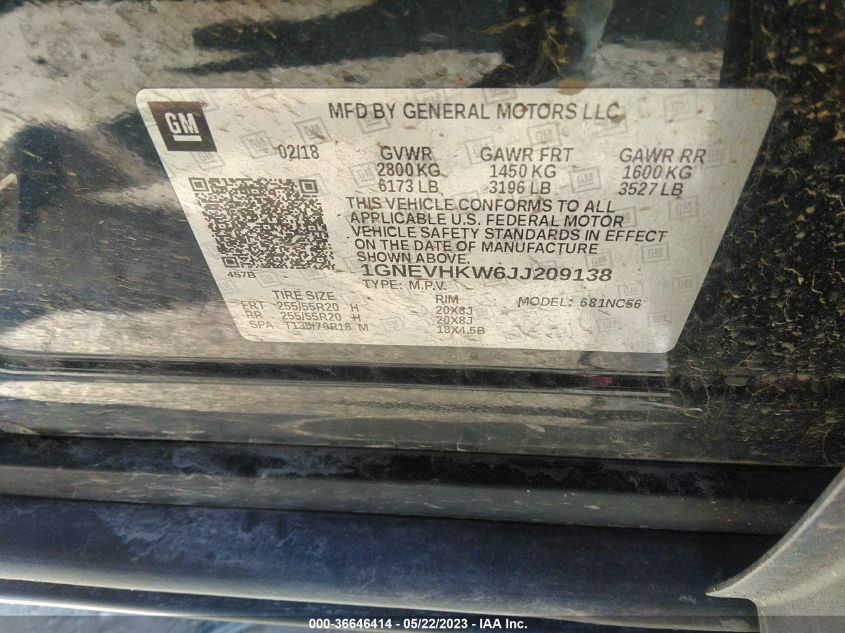 GM
MFD BY GENERAL MOTORS LLC
02/18 GVWR GAWR FRT GAWR RR
2800 KG 1450 KG 1600 KG
6173 LB 3196 LB 3527 LB
THIS VEHICLE CONFORMS TO ALL
APPLICABLE U.S. FEDERAL MOTOR
VEHICLE SAFETY STANDARDS IN EFFECT
ON THE DATE OF MANUFACTURE
SHOWN ABOVE.
457B
1GNEVHKW6JJ209138
TYPE: M.P.V.
TIRE SIZE RIM MODEL: 681NC56
FRT 255/55R20 H 20X8J
RR 255/55R20 H 20X8J
SPA T135/70R18 M 18X4.5B
000-36646414 - 05/22/2023 - IAA Inc.